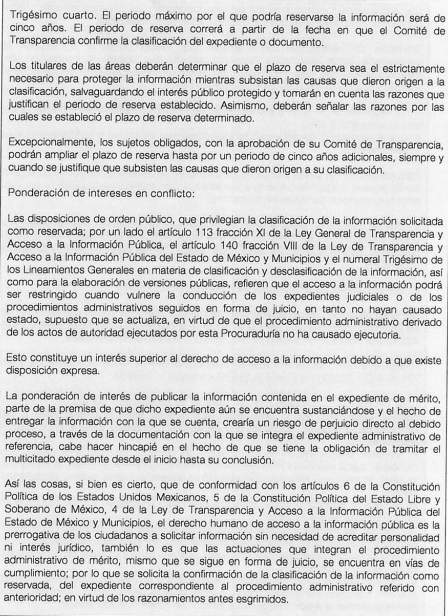 Trigésimo cuarto. El periodo máximo por el que podría reservarse la información será de
cinco años. El periodo de reserva correrá a partir de la fecha en que el Comité de
Transparencia confirme la clasificación del expediente o documento.
Los titulares de las áreas deberán determinar que el plazo de reserva sea el estrictamente
necesario para proteger la información mientras subsistan las causas que dieron origen a la
clasificación, salvaguardando el interés público protegido y tomarán en cuenta las razones que
justifican el periodo de reserva establecido. Asimismo, deberán señalar las razones por las
cuales se estableció el plazo de reserva determinado.
Excepcionalmente, los sujetos obligados, con la aprobación de su Comité de Transparencia,
podrán ampliar el plazo de reserva hasta por un periodo de cinco años adicionales, siempre y
cuando se justifique que subsisten las causas que dieron origen a su clasificación.
Ponderación de intereses en conflicto:
Las disposiciones de orden público, que privilegian la clasificación de la información solicitada
como reservada; por un lado el artículo 113 fracción XI de la Ley General de Transparencia y
Acceso a la Información Pública, el artículo 140 fracción VIII de la Ley de Transparencia y
Acceso a la Información Pública del Estado de México y Municipios y el numeral Trigésimo de
los Lineamientos Generales en materia de clasificación y desclasificación de la información, así
como para la elaboración de versiones públicas, refieren que el acceso a la información podrá
ser restringido cuando vulnere la conducción de los expedientes judiciales o de los
procedimientos administrativos seguidos en forma de juicio, en tanto no hayan causado
estado, supuesto que se actualiza, en virtud de que el procedimiento administrativo derivado
de los actos de autoridad ejecutados por esta Procuraduría no ha causado ejecutoria.
Esto constituye un interés superior al derecho de acceso a la información debido a que existe
disposición expresa.
La ponderación de interés de publicar la información contenida en el expediente de mérito,
parte de la premisa de que dicho expediente aún se encuentra sustanciándose y el hecho de
entregar la información con la que se cuenta, crearía un riesgo de perjuicio directo al debido
proceso, a través de la documentación con la que se integra el expediente administrativo de
referencia, cabe hacer hincapié en el hecho de que se tiene la obligación de tramitar el
multicitado expediente desde el inicio hasta su conclusión.
Así las cosas, si bien es cierto, que de conformidad con los artículos 6 de la Constitución
Política de los Estados Unidos Mexicanos, 5 de la Constitución Política del Estado Libre y
Soberano de México, 4 de la Ley de Transparencia y Acceso a la Información Pública del
Estado de México y Municipios, el derecho humano de acceso a la información pública es la
prerrogativa de los ciudadanos a solicitar información sin necesidad de acreditar personalidad
ni interés jurídico, también lo es que las actuaciones que integran el procedimiento
administrativo de mérito, mismo que se sigue en forma de juicio, se encuentra en vías de
cumplimiento; por lo que se solicita la confirmación de la clasificación de la información como
reservada, del expediente correspondiente al procedimiento administrativo referido con
anterioridad; en virtud de los razonamientos antes esgrimidos.